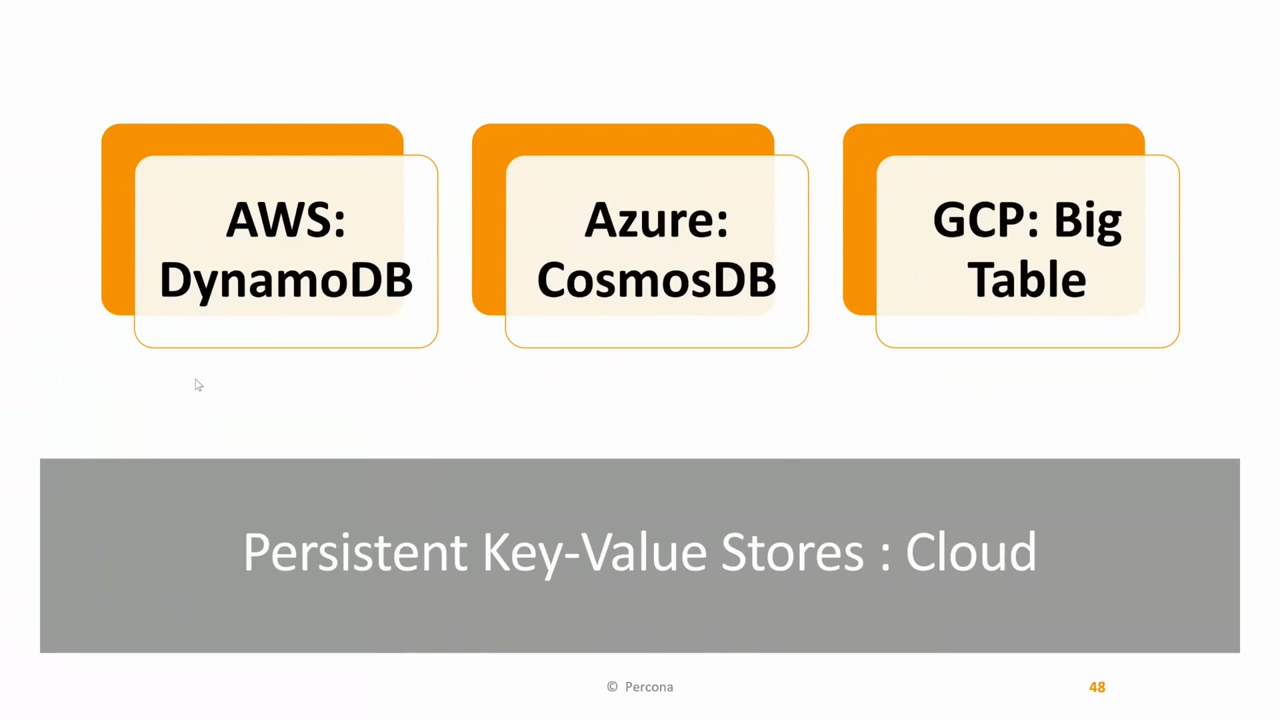 AWS:
DynamoDB
Azure:
CosmosDB
GCP: Big
Table
Persistent Key-Value Stores : Cloud
© Percona
48